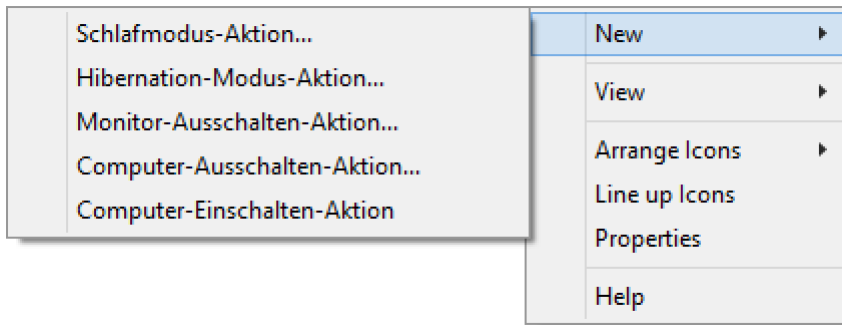 Schlafmodus-Aktion...
Hibernation-Modus-Aktion...
Monitor-Ausschalten-Aktion...
Computer-Ausschalten-Aktion...
Computer-Einschalten-Aktion
New
View
Arrange Icons
Line up Icons
Properties
Help